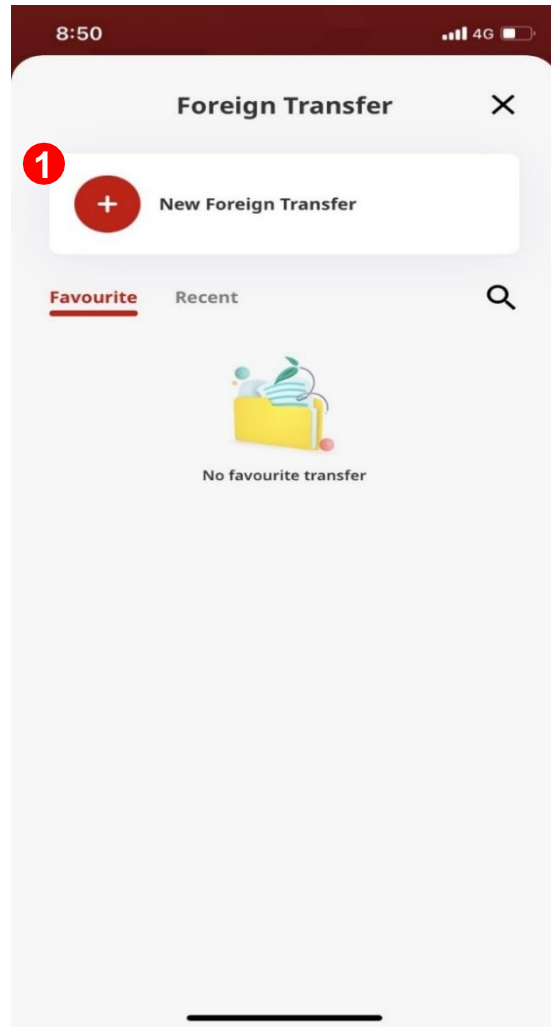 8:50 4G
Foreign Transfer
1
New Foreign Transfer
Favourite Recent
No favourite transfer